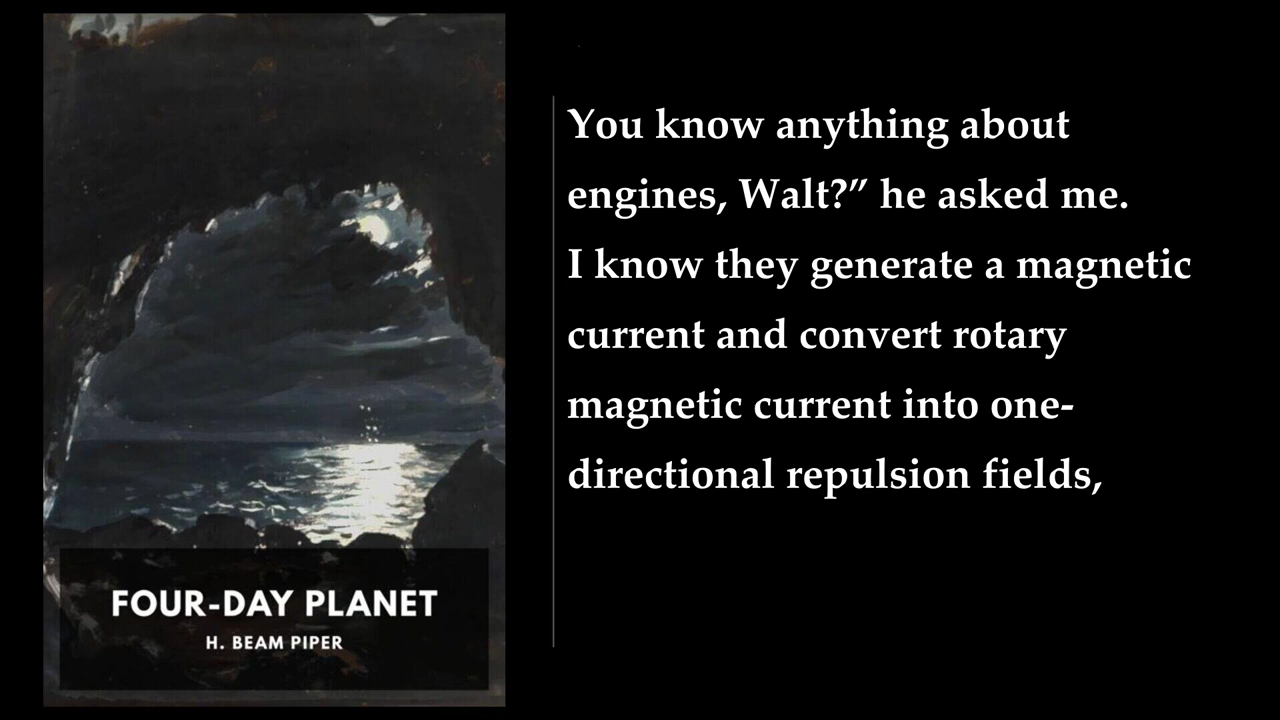 You know anything about
engines, Walt?” he asked me.
I know they generate a magnetic
current and convert rotary
magnetic current into one-
directional repulsion fields,
FOUR-DAY PLANET
H. BEAM PIPER